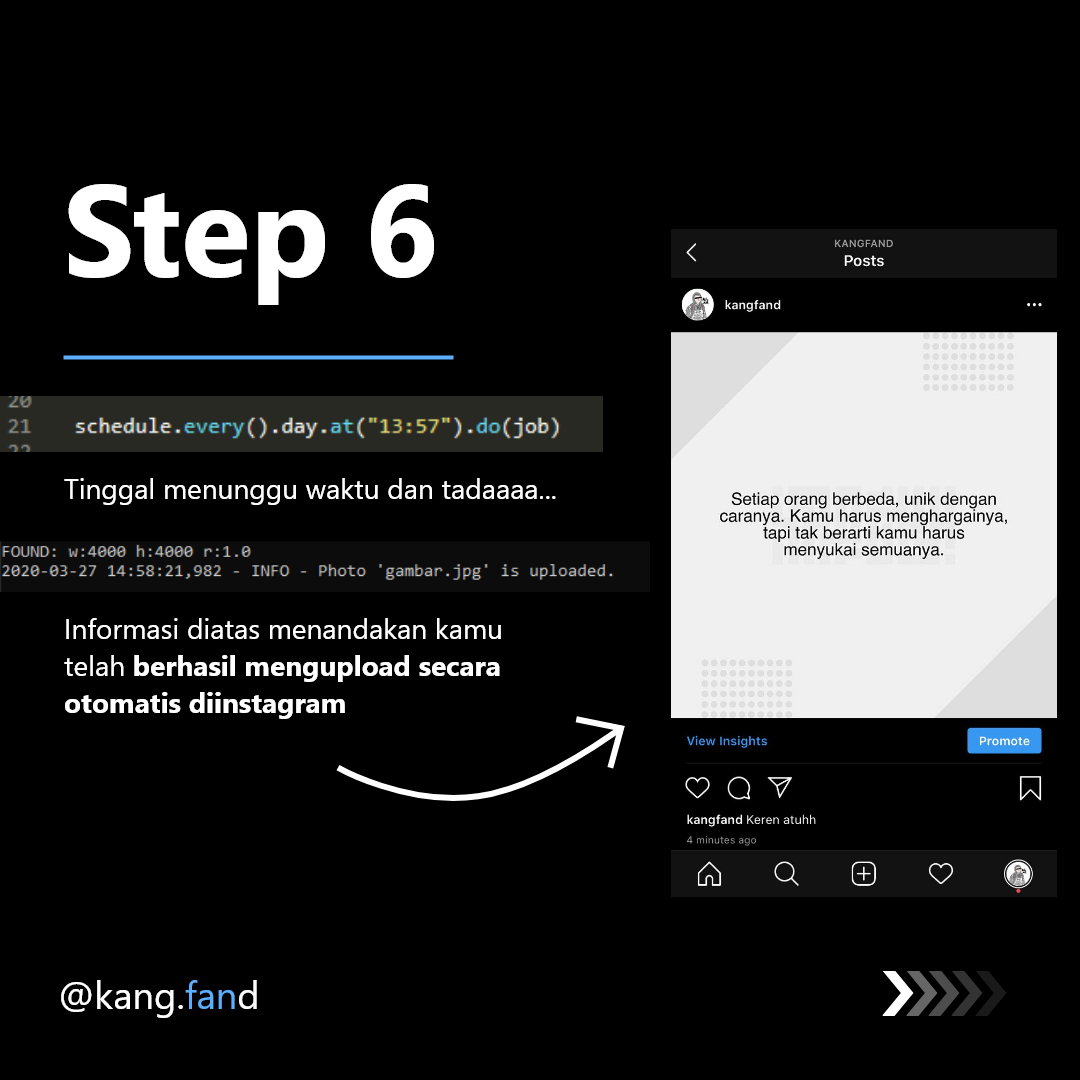 Step 6
20
21 schedule.every().day.at("13:57").do(job)
22
Tinggal menunggu waktu dan tadaaaa...
FOUND: w:4000 h:4000 r:1.0
2020-03-27 14:58:21,982 - INFO - Photo 'gambar.jpg' is uploaded.
Informasi diatas menandakan kamu
telah berhasil mengupload secara
otomatis diinstagram
KANGFAND
Posts
kangfand
Setiap orang berbeda, unik dengan
caranya. Kamu harus menghargainya,
tapi tak berarti kamu harus
menyukai semuanya.
View Insights
Promote
kangfand Keren atuhh
4 minutes ago
@kang.fand